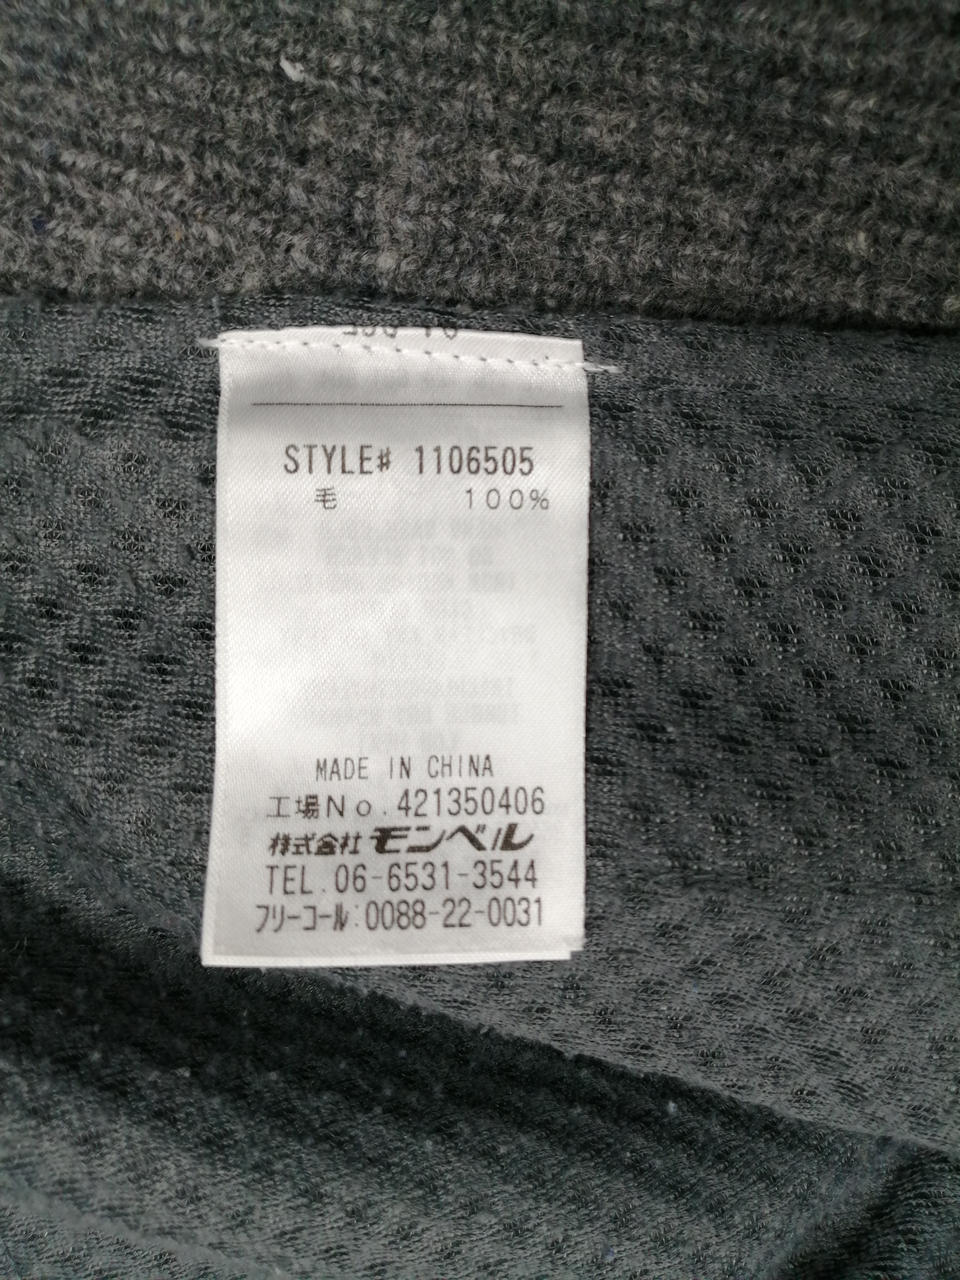 STYLE# 1106505
毛 100%
MADE IN CHINA
工場No.421350406
株式会社 モンベル
TEL.06-6531-3544
フリーコール:0088-22-0031